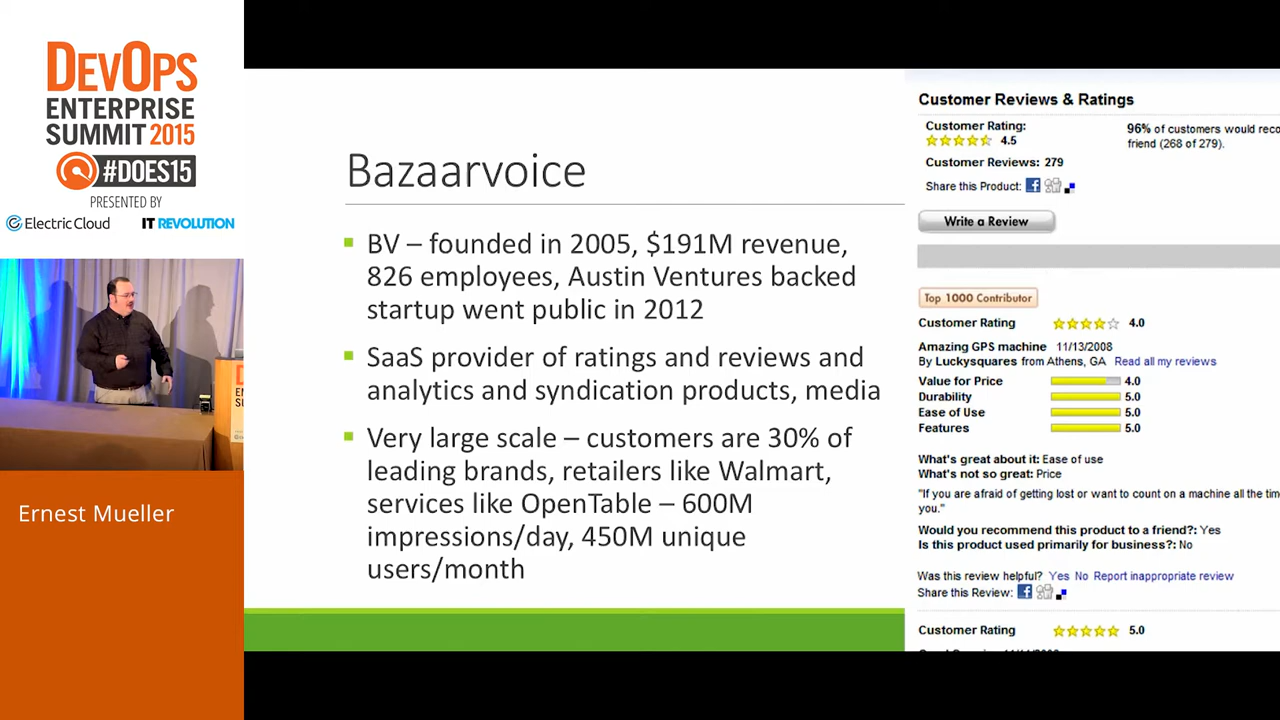 DEVOPS
ENTERPRISE
SUMMIT 2015
#DOES15
PRESENTED BY
Electric Cloud
IT REVOLUTION
Ernest Mueller
Bazaarvoice
BV – founded in 2005, $191M revenue,
826 employees, Austin Ventures backed
startup went public in 2012
SaaS provider of ratings and reviews and
analytics and syndication products, media
Very large scale – customers are 30% of
leading brands, retailers like Walmart,
services like OpenTable – 600M
impressions/day, 450M unique
users/month
Customer Reviews & Ratings
Customer Rating:
4.5
96% of customers would reco
friend (268 of 279).
Customer Reviews: 279
Share this Product:
Write a Review
Top 1000 Contributor
Customer Rating 4.0
Amazing GPS machine 11/13/2008
By Luckysquares from Athens, GA Read all my reviews
Value for Price 4.0
Durability 5.0
Ease of Use 5.0
Features 5.0
What's great about it: Ease of use
What's not so great: Price
"If you are afraid of getting lost or want to count on a machine all the time
you."
Would you recommend this product to a friend?: Yes
Is this product used primarily for business?: No
Was this review helpful? Yes No Report inappropriate review
Share this Review:
Customer Rating 5.0